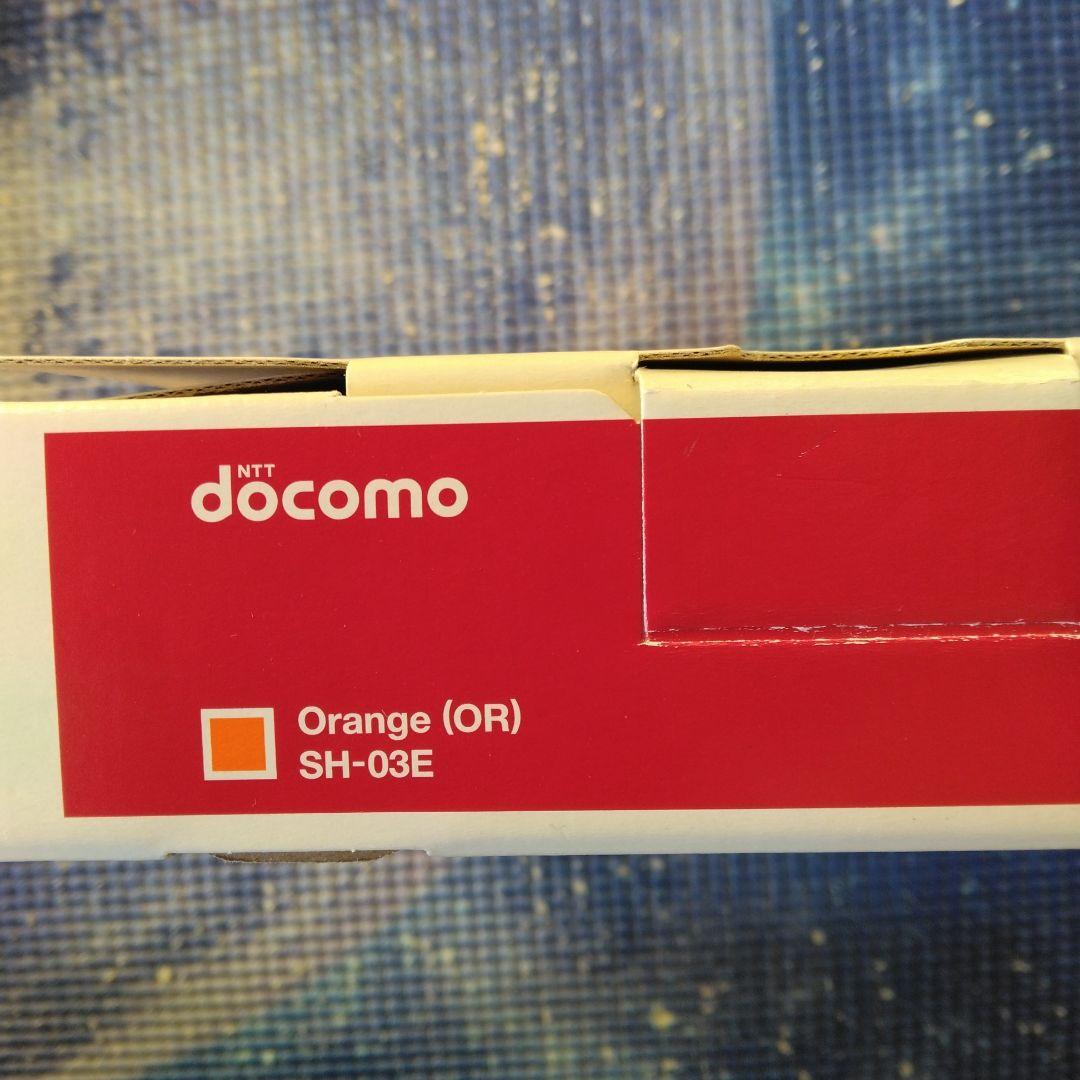 NTT
docomo
Orange (OR)
SH-03E